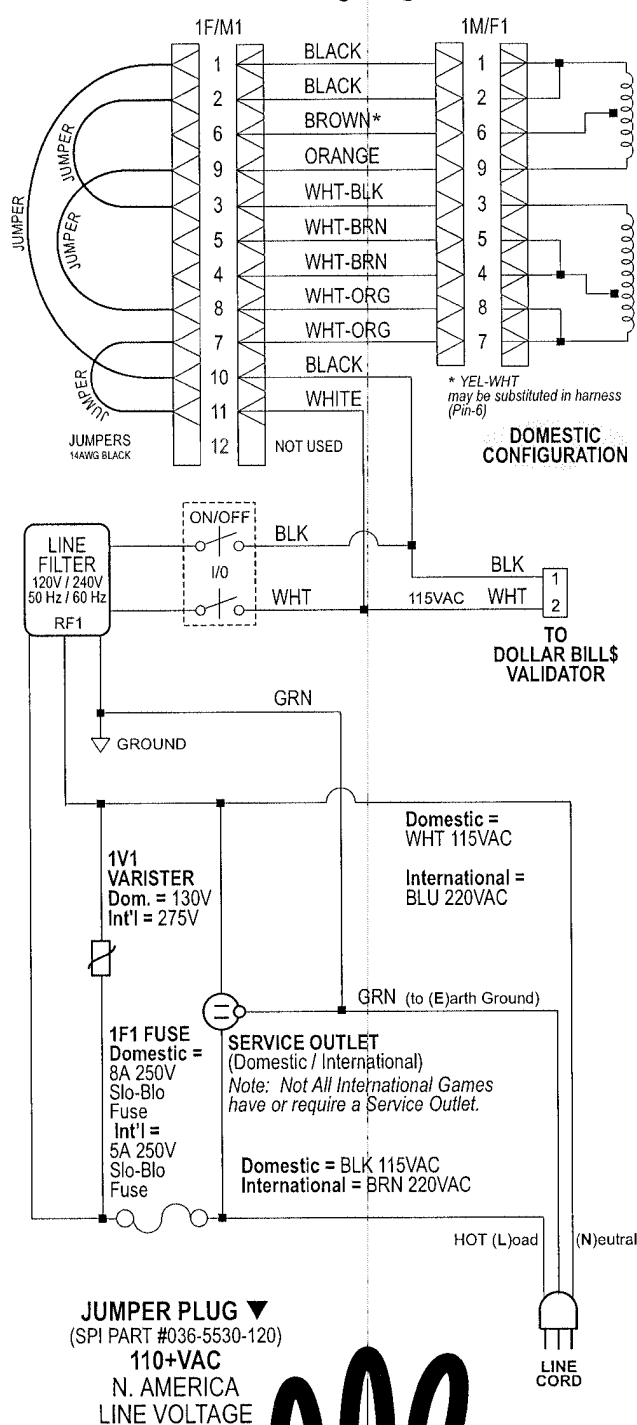 1F/M1
1M/F1
1 BLACK 1
2 BLACK 2
6 BROWN* 6
9 ORANGE 9
3 WHT-BLK 3
5 WHT-BRN 5
4 WHT-BRN 4
8 WHT-ORG 8
7 WHT-ORG 7
10 BLACK
11 WHITE
12 NOT USED
JUMPER
JUMPER
JUMPER
JUMPER
JUMPERS
14AWG BLACK
* YEL-WHT
may be substituted in harness
(Pin-6)
DOMESTIC
CONFIGURATION
LINE
FILTER
120V / 240V
50 Hz / 60 Hz
RF1
ON/OFF
I/0
BLK
WHT
115VAC
BLK
WHT
1
2
TO
DOLLAR BILL$
VALIDATOR
GRN
GROUND
1V1
VARISTER
Dom. = 130V
Int'l = 275V
Domestic =
WHT 115VAC
International =
BLU 220VAC
GRN (to (E)arth Ground)
SERVICE OUTLET
(Domestic / International)
Note: Not All International Games
have or require a Service Outlet.
1F1 FUSE
Domestic =
8A 250V
Slo-Blo
Fuse
Int'l =
5A 250V
Slo-Blo
Fuse
Domestic = BLK 115VAC
International = BRN 220VAC
HOT (L)oad
(N)eutral
LINE
CORD
JUMPER PLUG ▼
(SPI PART #036-5530-120)
110+VAC
N. AMERICA
LINE VOLTAGE